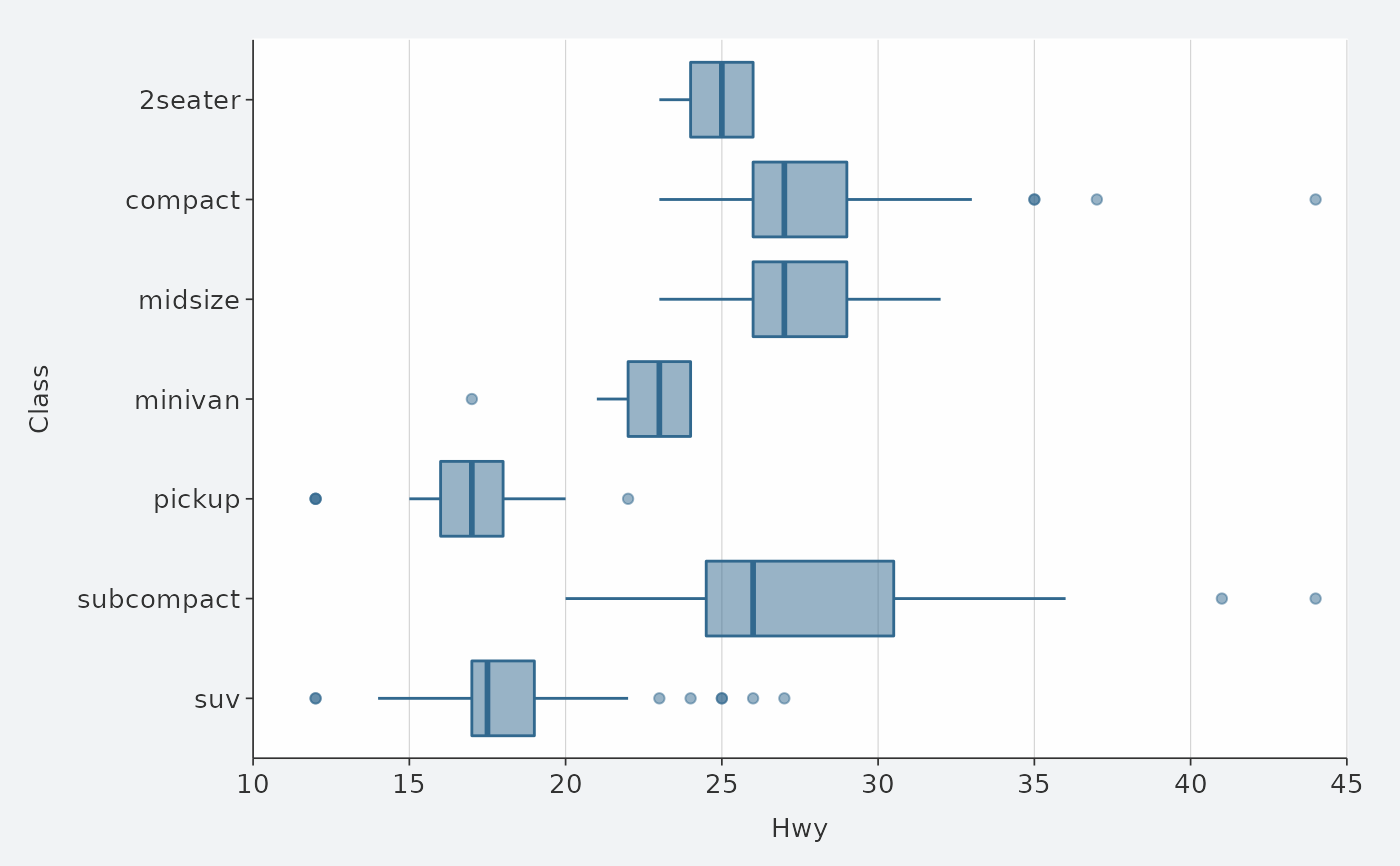 2seater
compact
midsize
minivan
pickup
subcompact
suv
Class
10 15 20 25 30 35 40 45
Hwy